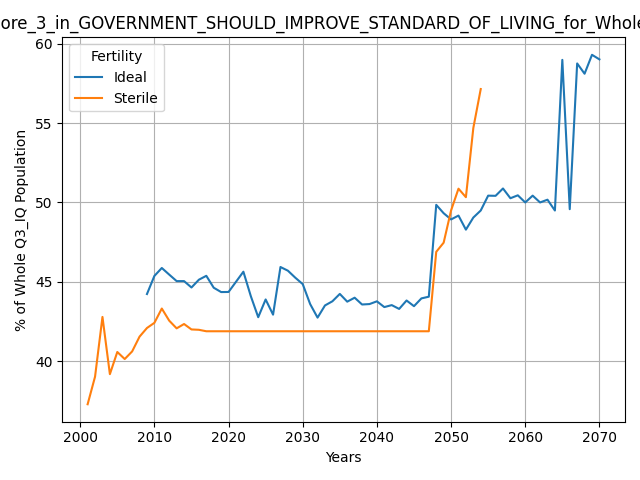 ore_3_in_GOVERNMENT_SHOULD_IMPROVE_STANDARD_OF_LIVING_for_Whole
60
55
50
45
40
% of Whole Q3_IQ Population
Fertility
Ideal
Sterile
2000 2010 2020 2030 2040 2050 2060 2070
Years